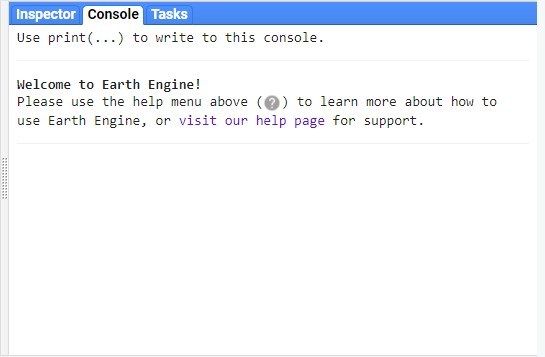 Inspector Console Tasks
Use print(...) to write to this console.
Welcome to Earth Engine!
Please use the help menu above (?) to learn more about how to
use Earth Engine, or visit our help page for support.